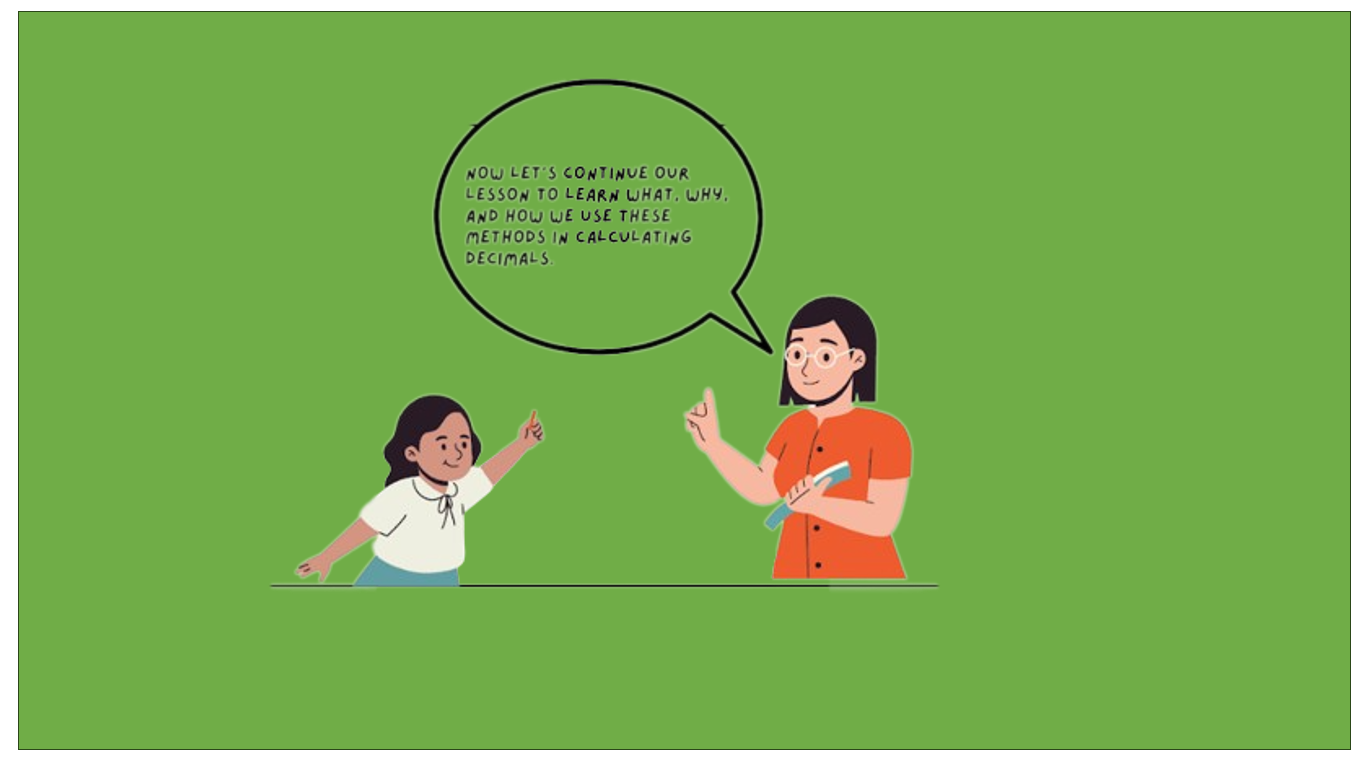 NOW LET'S CONTINUE OUR
LESSON TO LEARN WHAT, WHY,
AND HOW WE USE THESE
METHODS IN CALCULATING
DECIMALS.